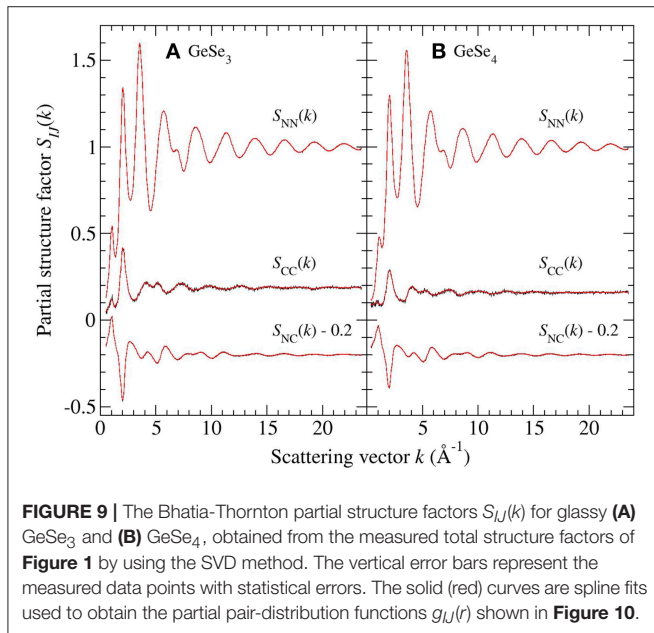 A GeSe₃
B GeSe₄
1.5
S_NN(k)
S_NN(k)
1
Partial structure factor S_IJ(k)
0.5
S_CC(k)
S_CC(k)
0
S_NC(k) - 0.2
S_NC(k) - 0.2
-0.5
0 5 10 15 20 0 5 10 15 20
Scattering vector k (Å⁻¹)
FIGURE 9 | The Bhatia-Thornton partial structure factors S_IJ(k) for glassy (A)
GeSe₃ and (B) GeSe₄, obtained from the measured total structure factors of
Figure 1 by using the SVD method. The vertical error bars represent the
measured data points with statistical errors. The solid (red) curves are spline fits
used to obtain the partial pair-distribution functions g_IJ(r) shown in Figure 10.